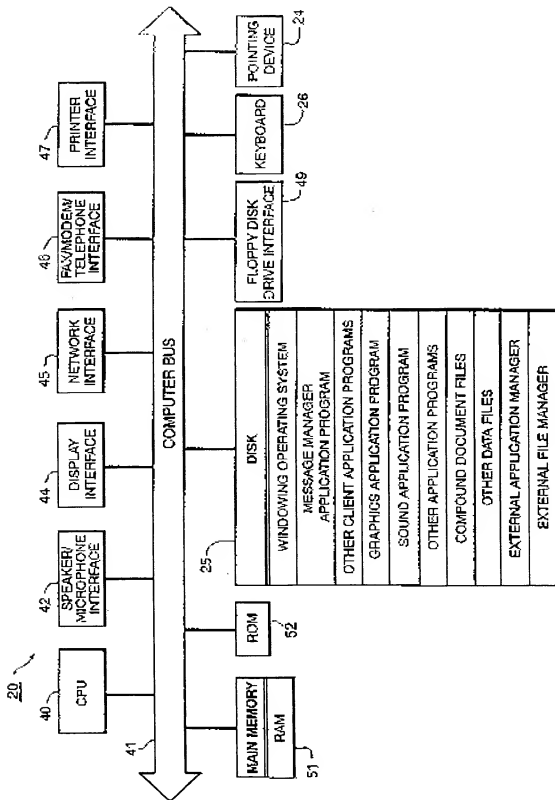 20
40
CPU
42
SPEAKER/
MICROPHONE
INTERFACE
44
DISPLAY
INTERFACE
45
NETWORK
INTERFACE
46
FAX/MODEM/
TELEPHONE
INTERFACE
47
PRINTER
INTERFACE
41
COMPUTER BUS
MAIN MEMORY
RAM
51
ROM
52
25
DISK
WINDOWING OPERATING SYSTEM
MESSAGE MANAGER
APPLICATION PROGRAM
OTHER CLIENT APPLICATION PROGRAMS
GRAPHICS APPLICATION PROGRAM
SOUND APPLICATION PROGRAM
OTHER APPLICATION PROGRAMS
COMPOUND DOCUMENT FILES
OTHER DATA FILES
EXTERNAL APPLICATION MANAGER
EXTERNAL FILE MANAGER
FLOPPY DISK
DRIVE INTERFACE
49
KEYBOARD
26
POINTING
DEVICE
24